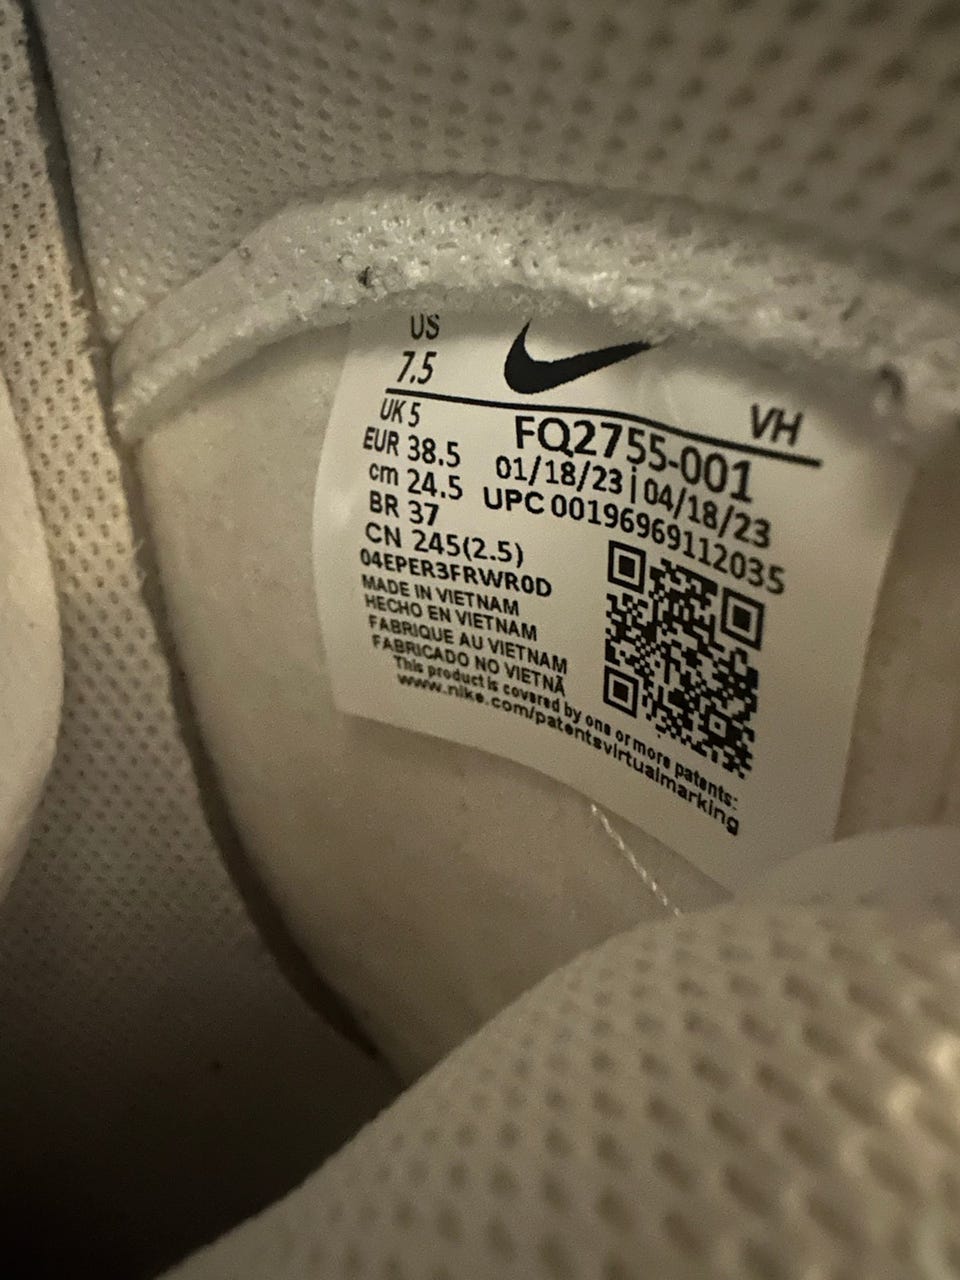 US
7.5
VH
UK 5
EUR 38.5
cm 24.5
BR 37
CN 245(2.5)
FQ2755-001
01/18/23 | 04/18/23
UPC 00196969112035
04EPER3FRWR0D
MADE IN VIETNAM
HECHO EN VIETNAM
FABRIQUE AU VIETNAM
FABRICADO NO VIETNÃ
This product is covered by one or more patents:
www.nike.com/patentsvirtualmarking